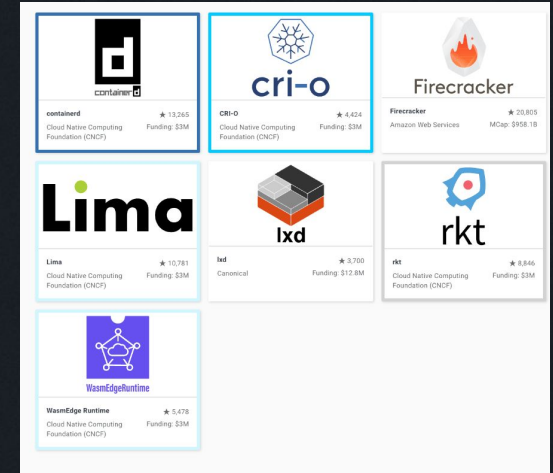 d
containerd
containerd ★ 13,265
Cloud Native Computing Funding: $3M
Foundation (CNCF)
cri-o
CRI-O ★ 4,424
Cloud Native Computing Funding: $3M
Foundation (CNCF)
Firecracker
Firecracker ★ 20,805
Amazon Web Services MCap: $958.1B
Lima
Lima ★ 10,781
Cloud Native Computing Funding: $3M
Foundation (CNCF)
lxd
lxd ★ 3,700
Canonical Funding: $12.8M
rkt
rkt ★ 8,846
Cloud Native Computing Funding: $3M
Foundation (CNCF)
WasmEdgeRuntime
WasmEdge Runtime ★ 5,478
Cloud Native Computing Funding: $3M
Foundation (CNCF)